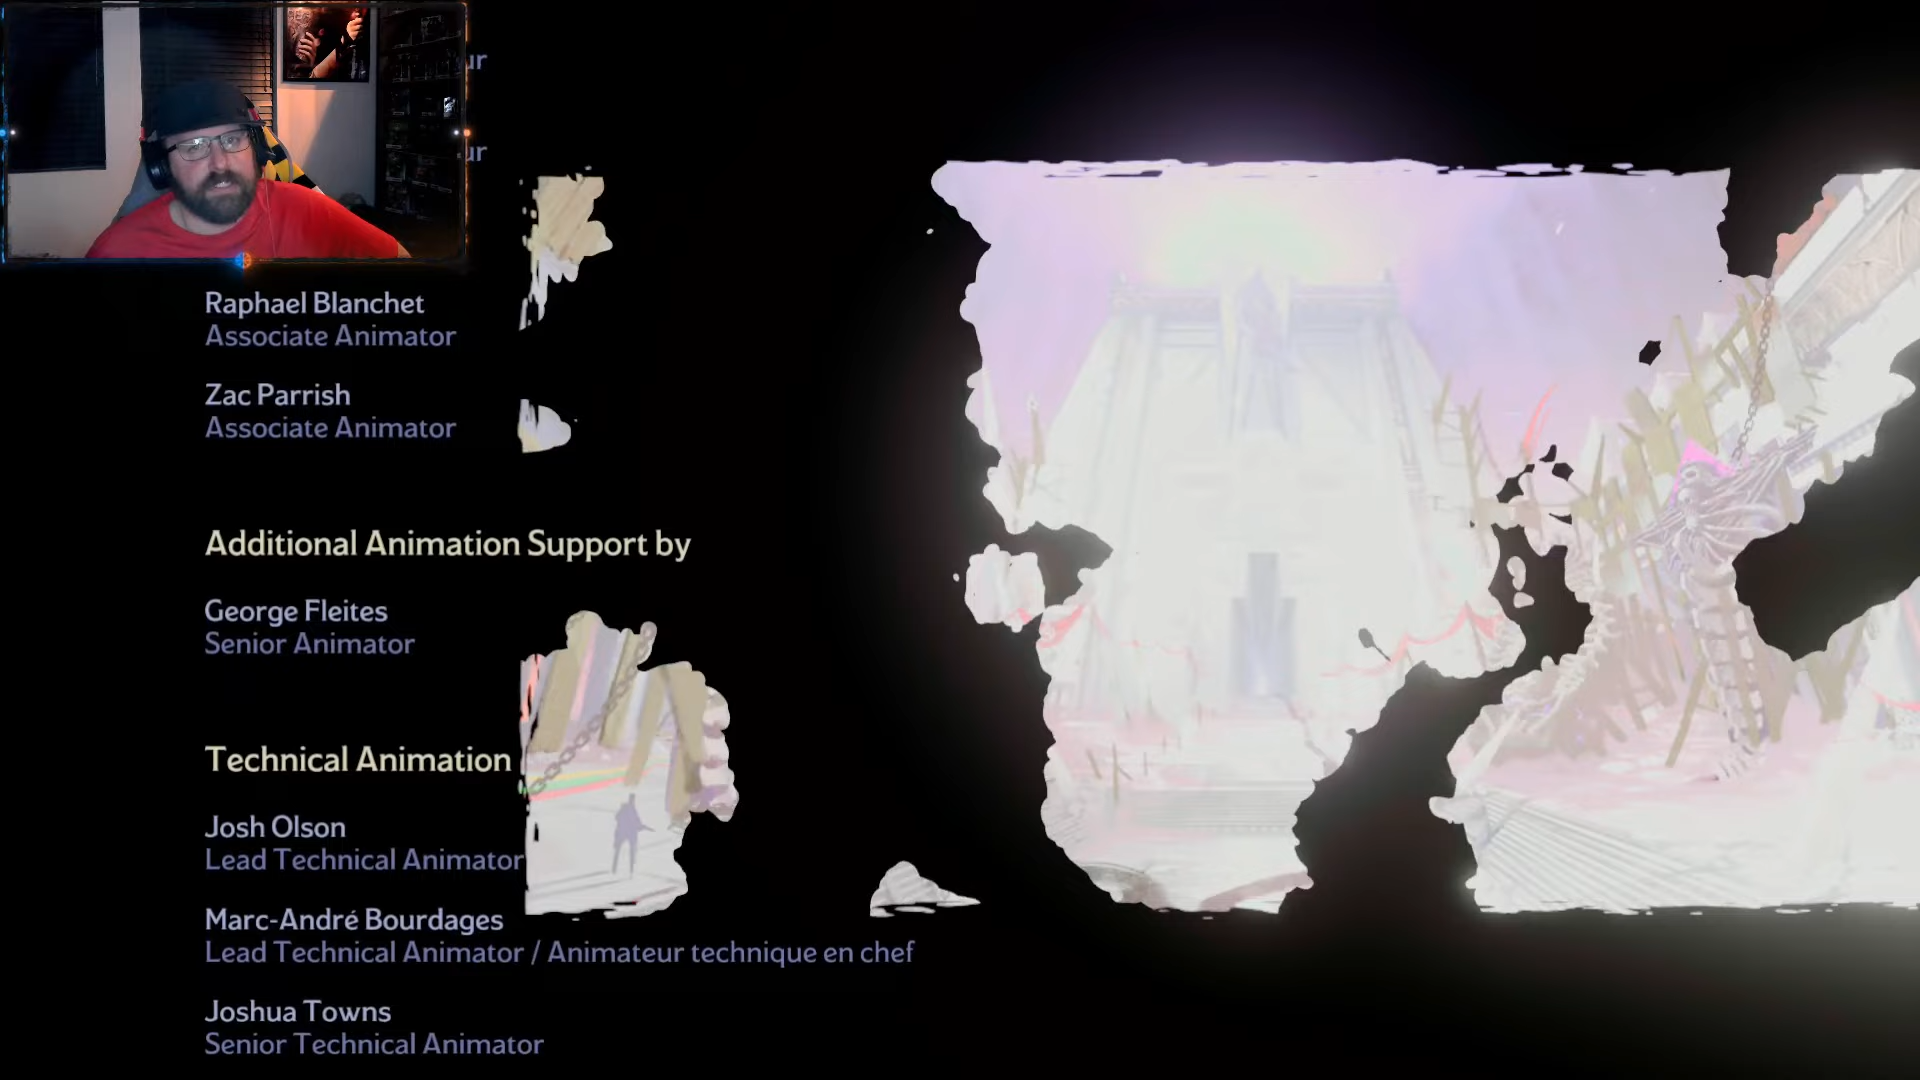 Raphael Blanchet
Associate Animator
Zac Parrish
Associate Animator
Additional Animation Support by
George Fleites
Senior Animator
Technical Animation
Josh Olson
Lead Technical Animator
Marc-André Bourdages
Lead Technical Animator / Animateur technique en chef
Joshua Towns
Senior Technical Animator